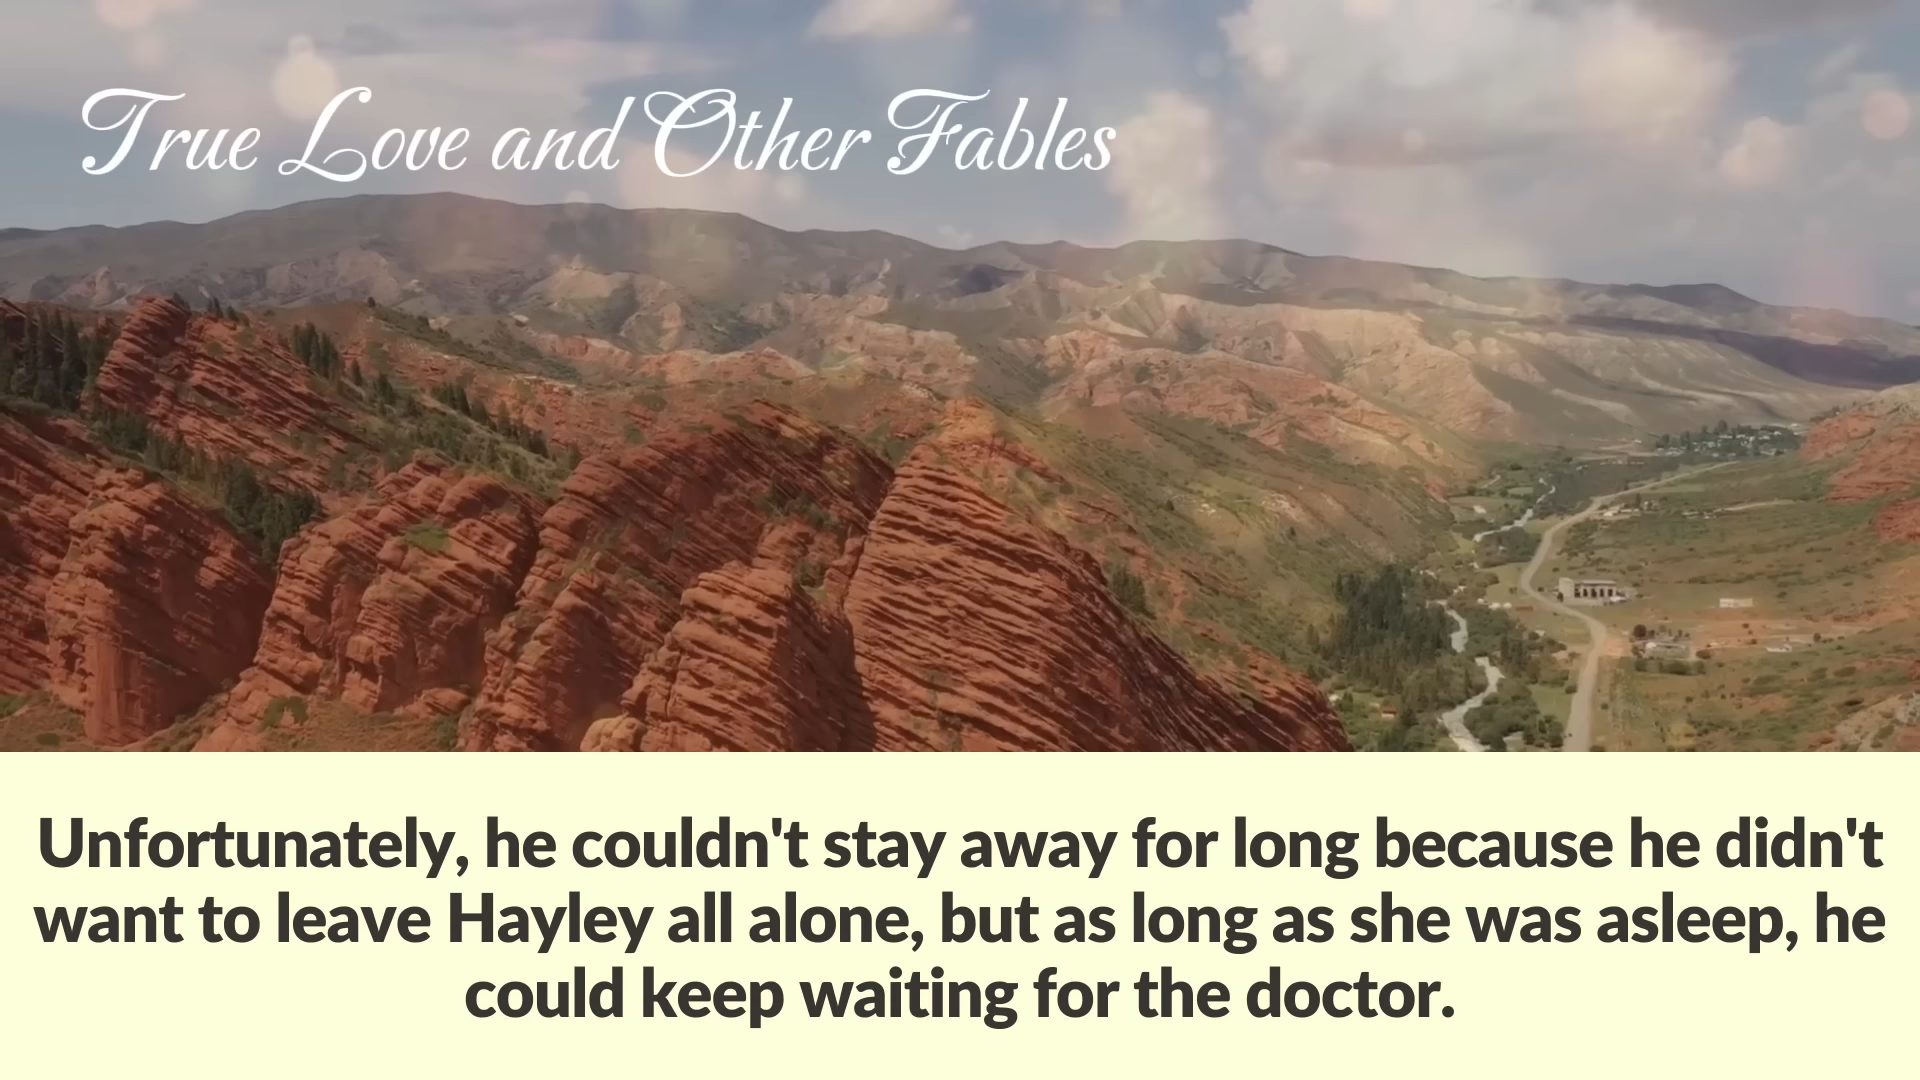 True Love and Other Fables
Unfortunately, he couldn't stay away for long because he didn't
want to leave Hayley all alone, but as long as she was asleep, he
could keep waiting for the doctor.